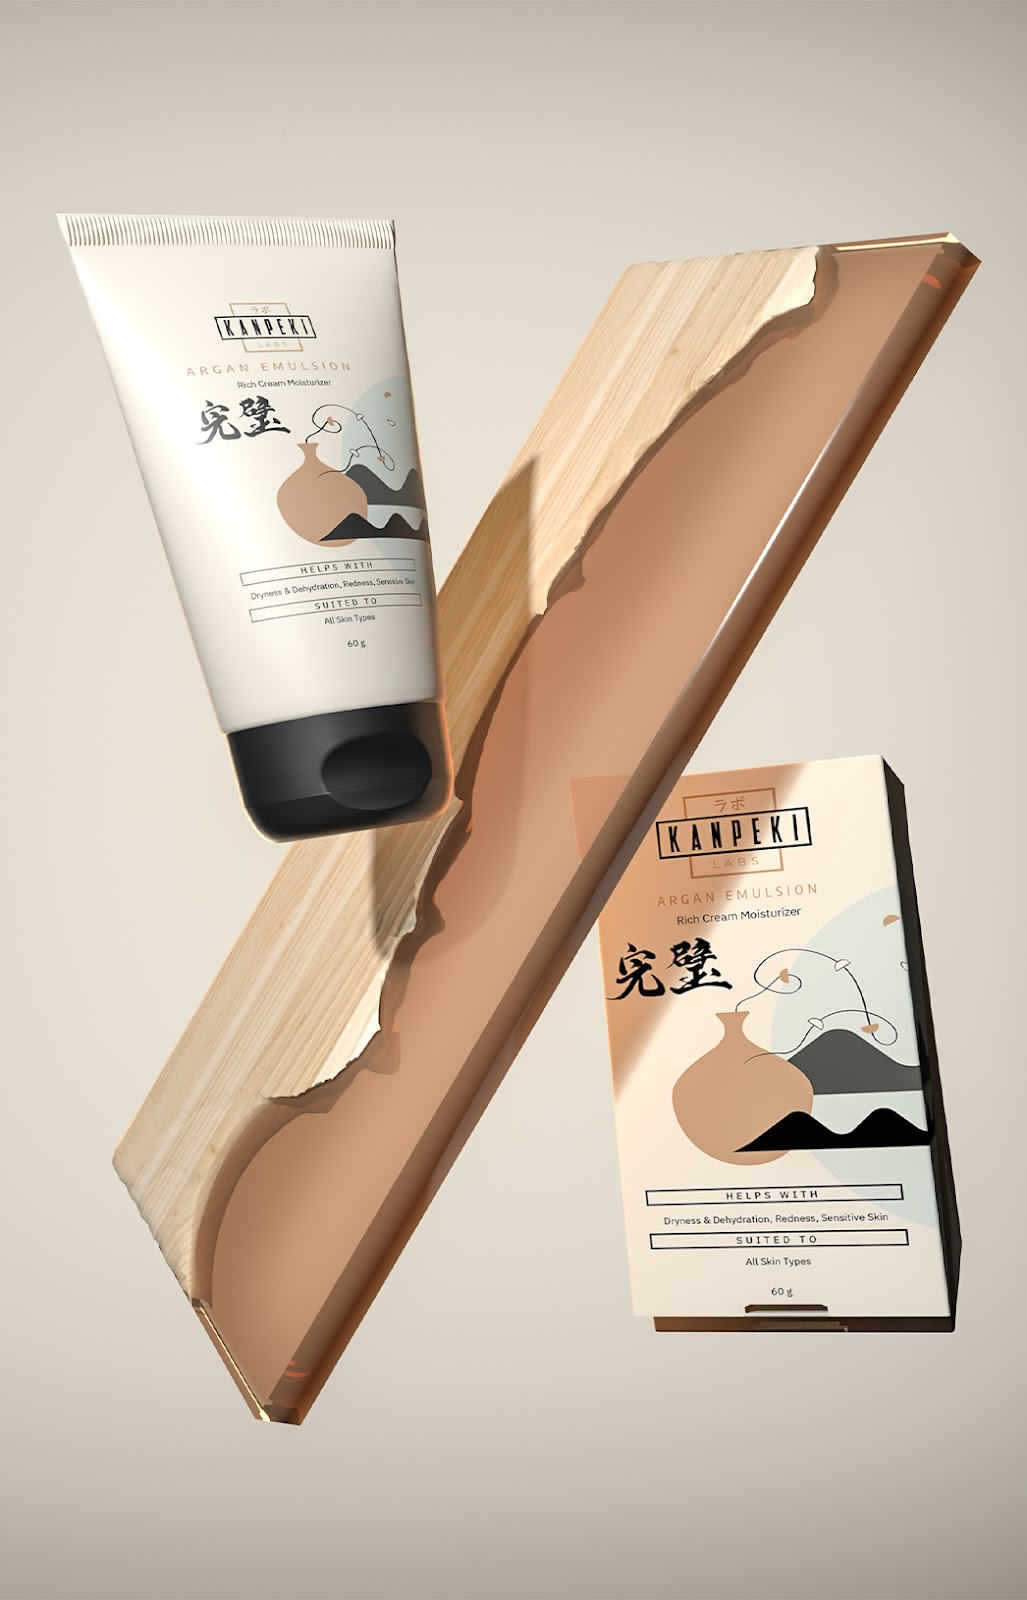 ラボ
KANPEKI
LABS
ARGAN EMULSION
Rich Cream Moisturizer
完璧
HELPS WITH
Dryness & Dehydration, Redness, Sensitive Skin
SUITED TO
All Skin Types
60 g
ラボ
KANPEKI
LABS
ARGAN EMULSION
Rich Cream Moisturizer
完璧
HELPS WITH
Dryness & Dehydration, Redness, Sensitive Skin
SUITED TO
All Skin Types
60 g